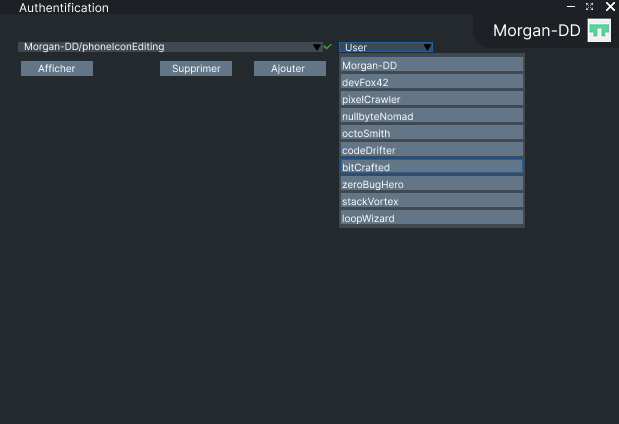 Authentification
Morgan-DD
Morgan-DD/phoneIconEditing
User
Afficher
Supprimer
Ajouter
Morgan-DD
devFox42
pixelCrawler
nullbyteNomad
octoSmith
codeDrifter
bitCrafted
zeroBugHero
stackVortex
loopWizard